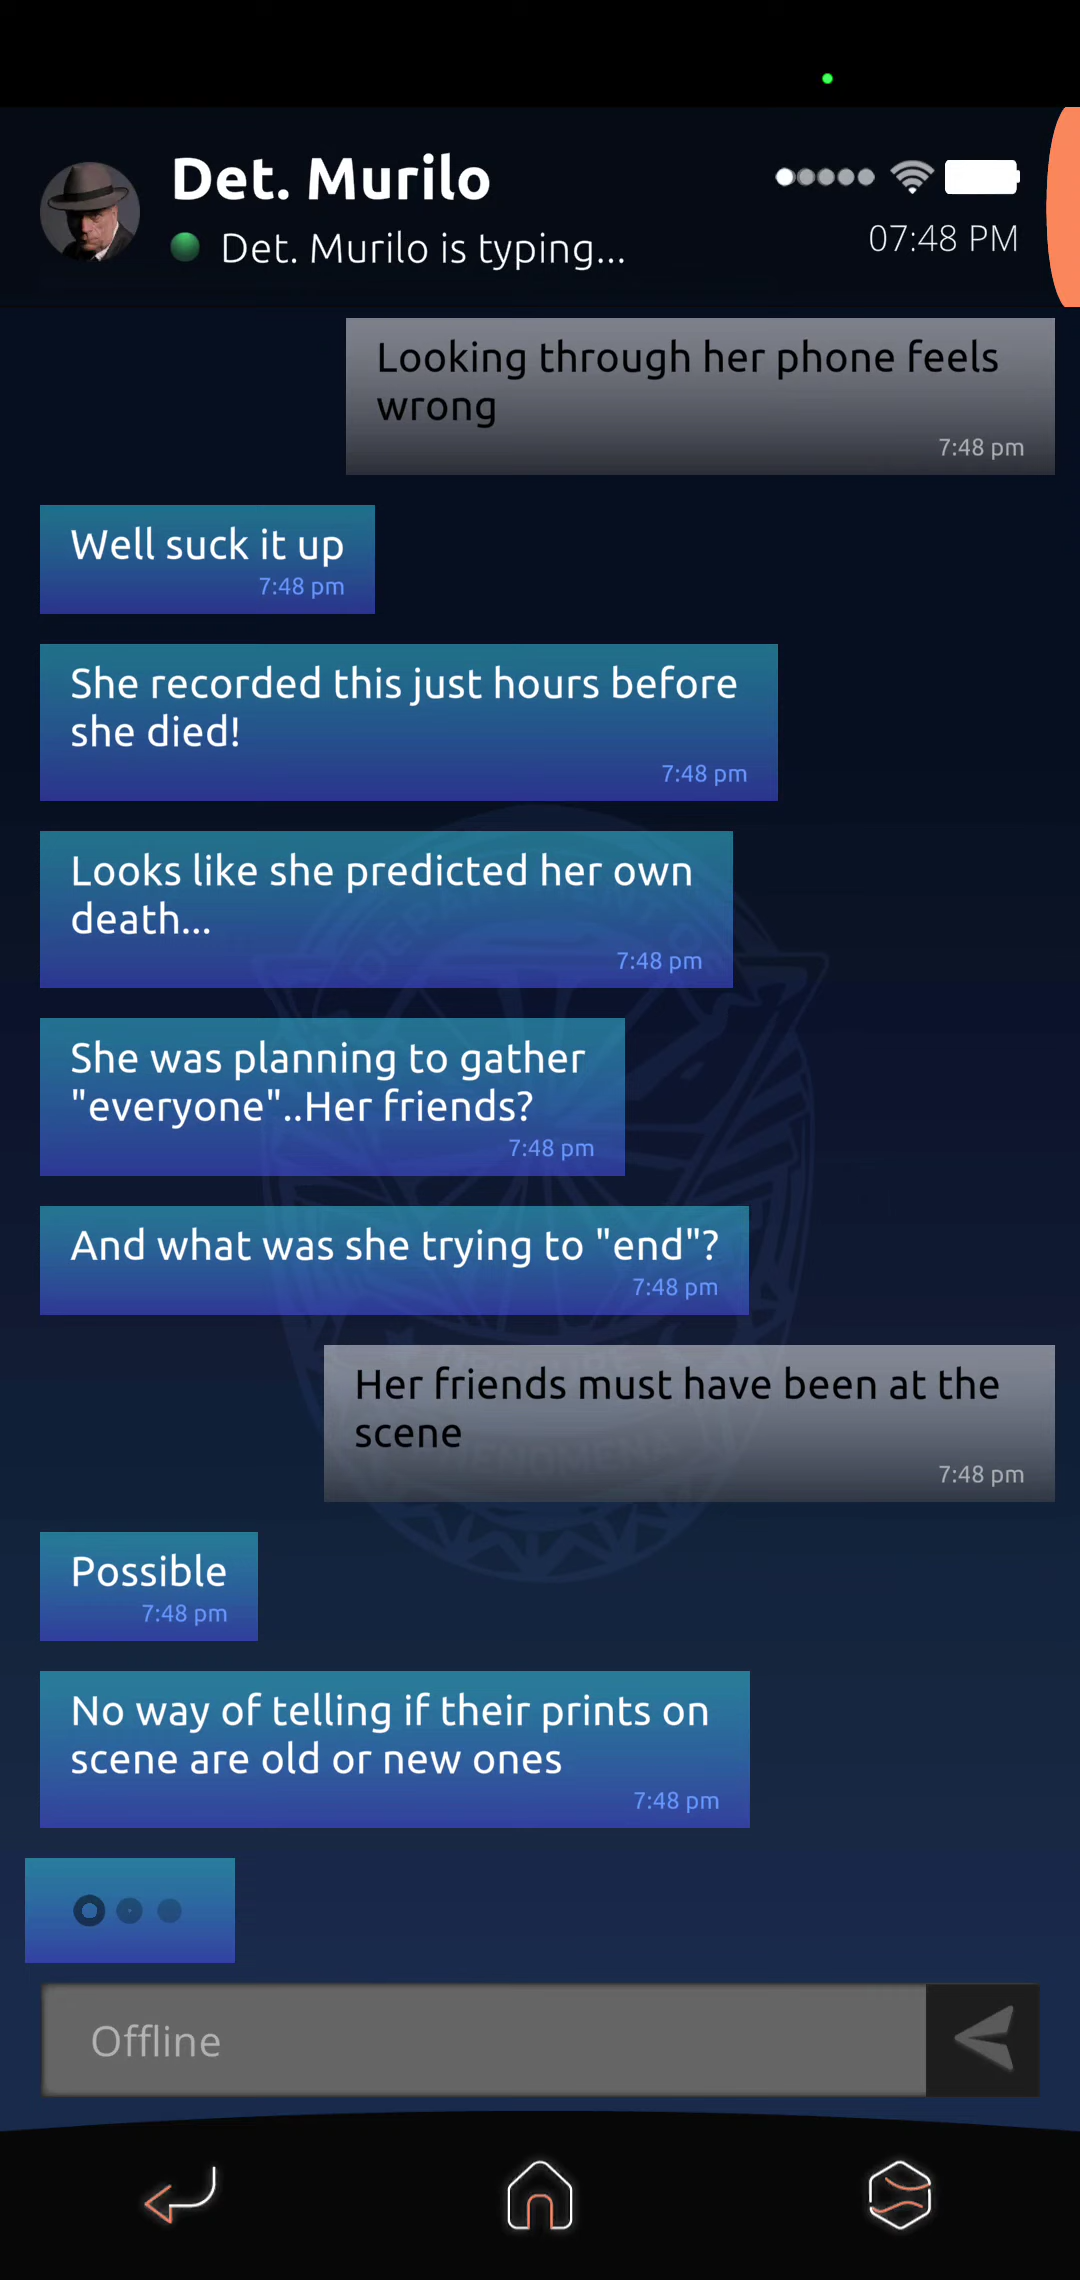 Det. Murilo
Det. Murilo is typing...
07:48 PM
Looking through her phone feels
wrong
7:48 pm
Well suck it up
7:48 pm
She recorded this just hours before
she died!
7:48 pm
Looks like she predicted her own
death...
7:48 pm
She was planning to gather
"everyone"..Her friends?
7:48 pm
And what was she trying to "end"?
7:48 pm
Her friends must have been at the
scene
7:48 pm
Possible
7:48 pm
No way of telling if their prints on
scene are old or new ones
7:48 pm
Offline